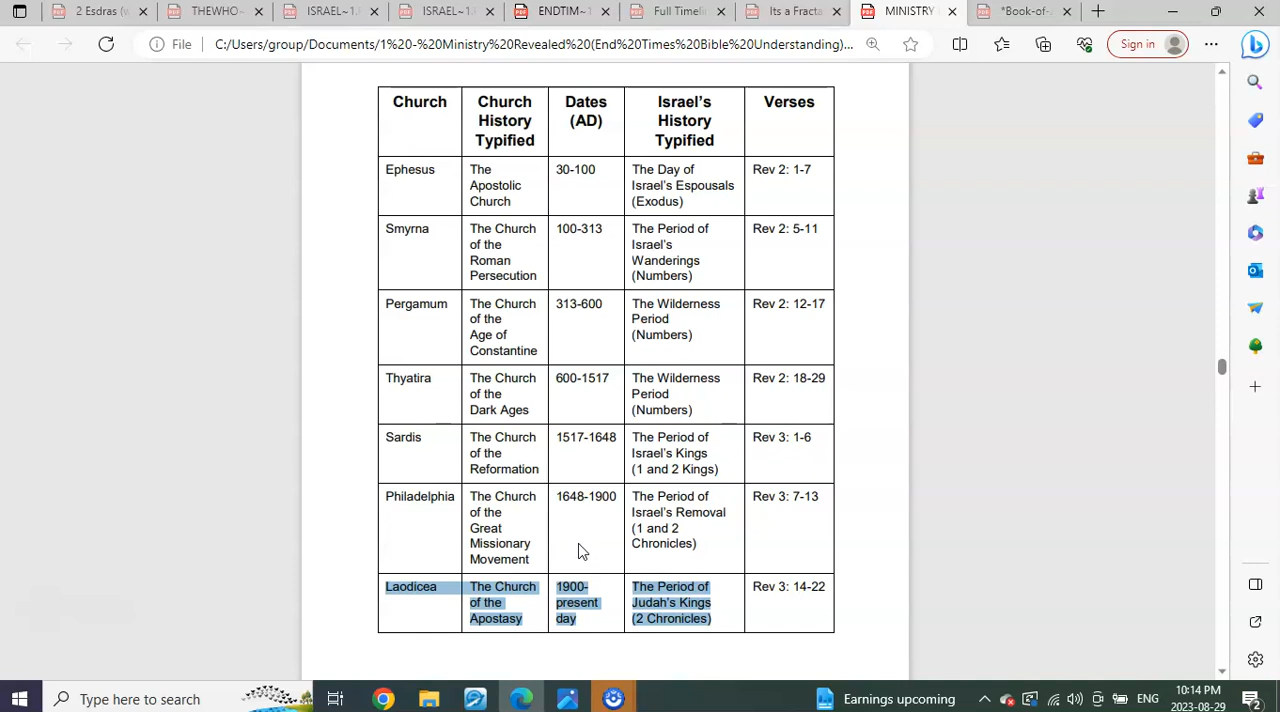 2 Esdras (w
THEWHO
ISRAEL~1.
ISRAEL~1.
ENDTIM~1
Full Timeli
Its a Fracta
MINISTRY
*Book-of-
File
C:/Users/group/Documents/1%20-%20Ministry%20Revealed(End%20Times%20Bible%20Understanding)...
Sign in
Church
Church History Typified
Dates (AD)
Israel's History Typified
Verses
Ephesus
The
Apostolic
Church
30-100
The Day of
Israel's Espousals
(Exodus)
Rev 2: 1-7
Smyrna
The Church
of the
Roman
Persecution
100-313
The Period of
Israel's
Wanderings
(Numbers)
Rev 2: 5-11
Pergamum
The Church
of the
Age of
Constantine
313-600
The Wilderness
Period
(Numbers)
Rev 2: 12-17
Thyatira
The Church
of the
Dark Ages
600-1517
The Wilderness
Period
(Numbers)
Rev 2: 18-29
Sardis
The Church
of the
Reformation
1517-1648
The Period of
Israel's Kings
(1 and 2 Kings)
Rev 3: 1-6
Philadelphia
The Church
of the
Great
Missionary
Movement
1648-1900
The Period of
Israel's Removal
(1 and 2
Chronicles)
Rev 3: 7-13
Laodicea
The Church
of the
Apostasy
1900-
present
day
The Period of
Judah's Kings
(2 Chronicles)
Rev 3: 14-22
Type here to search
Earnings upcoming
ENG
10:14 PM
2023-08-29
2